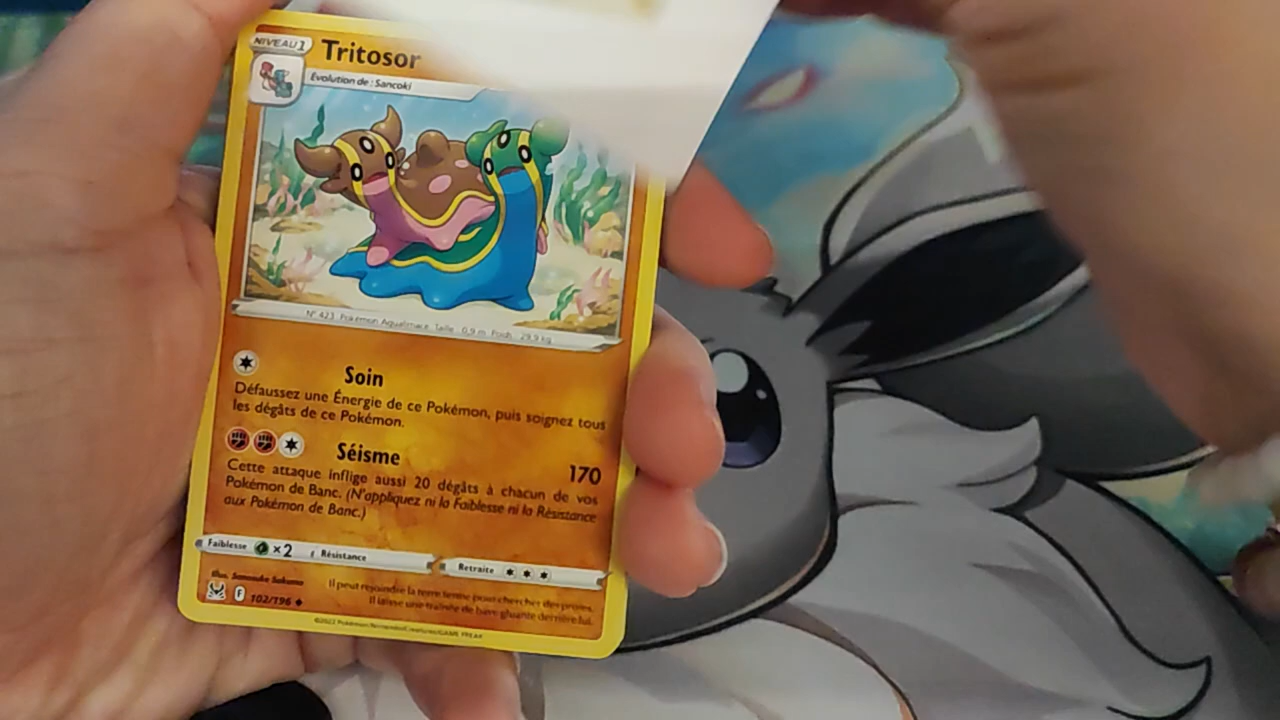 NIVEAU 1
Tritosor
Évolution de : Sancoki
N° 423 Pokémon Aqualimace Taille : 0,9 m Poids : 29,9 kg
Soin
Défaussez une Énergie de ce Pokémon, puis soignez tous
les dégâts de ce Pokémon.
Séisme 170
Cette attaque inflige aussi 20 dégâts à chacun de vos
Pokémon de Banc. (N'appliquez ni la Faiblesse ni la Résistance
aux Pokémon de Banc.)
Faiblesse ×2 Résistance Retraite
Illus. Sanosuke Sakuma
Il peut rejoindre la terre ferme pour chercher des proies.
Il laisse une traînée de bave gluante derrière lui.
F 102/196
©2022 Pokémon/Nintendo/Creatures/GAME FREAK